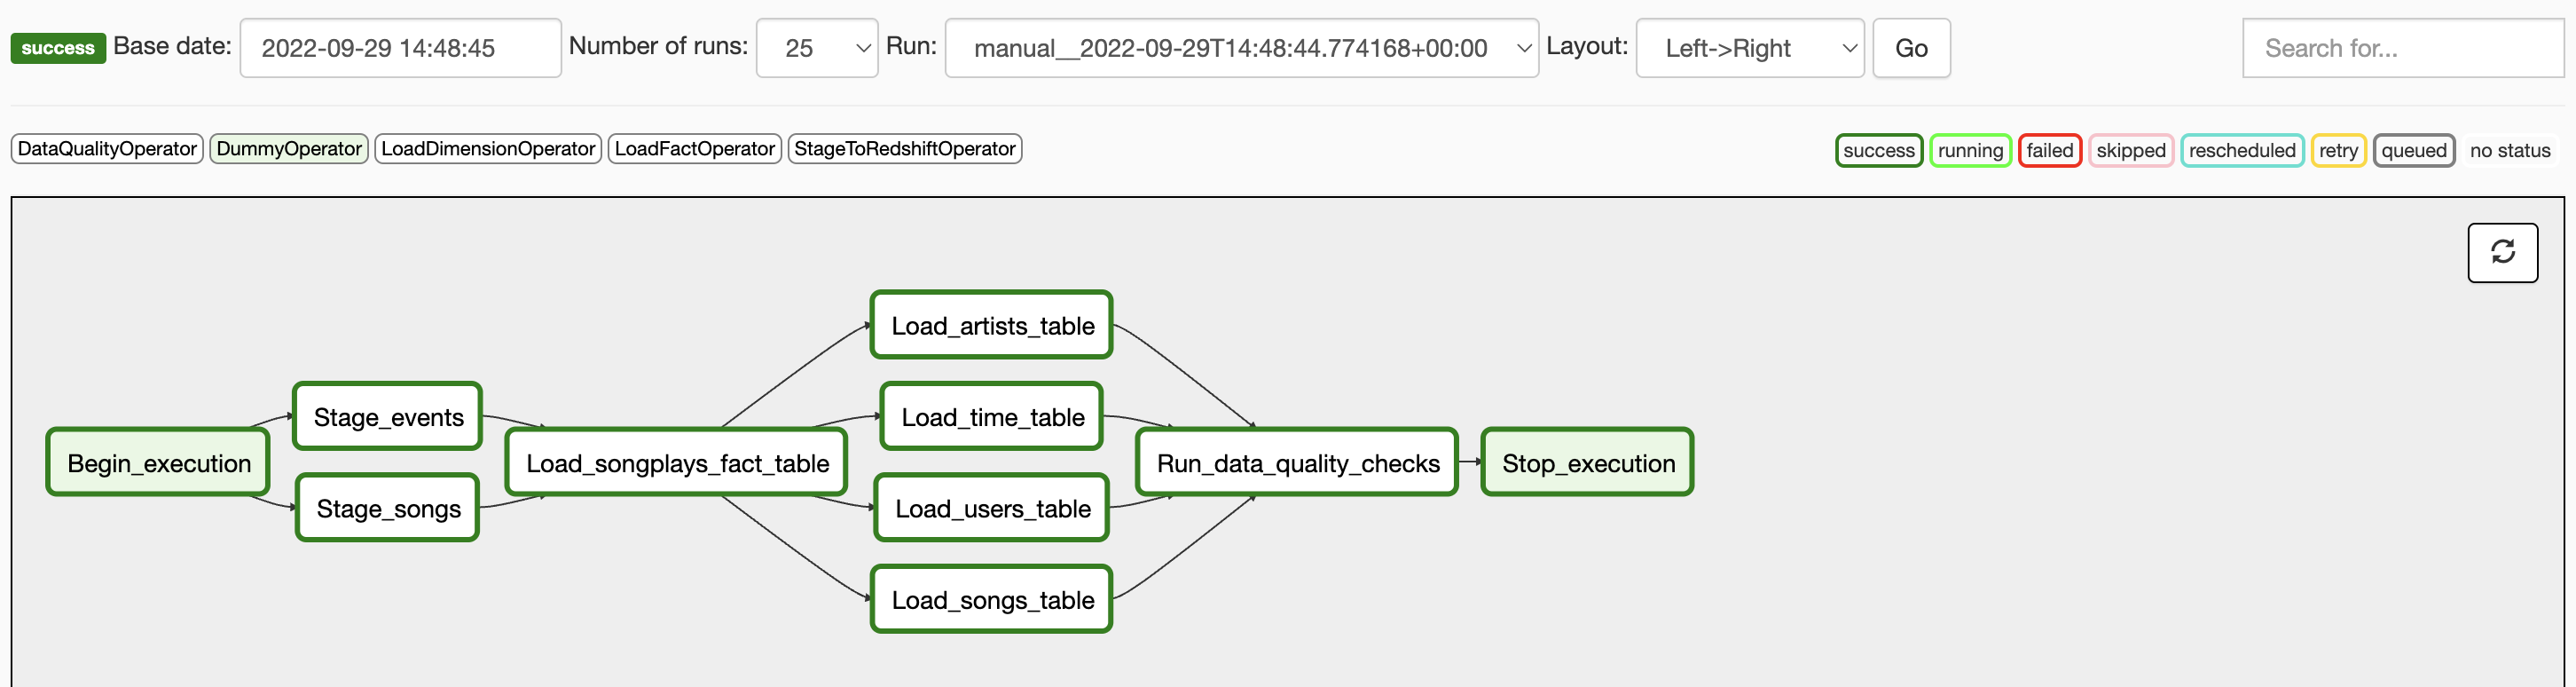 success Base date: 2022-09-29 14:48:45 Number of runs: 25 Run: manual__2022-09-29T14:48:44.774168+00:00 Layout: Left->Right Go Search for...
DataQualityOperator DummyOperator LoadDimensionOperator LoadFactOperator StageToRedshiftOperator success running failed skipped rescheduled retry queued no status
Load_artists_table
Stage_events Load_time_table
Begin_execution Load_songplays_fact_table Run_data_quality_checks Stop_execution
Stage_songs Load_users_table
Load_songs_table